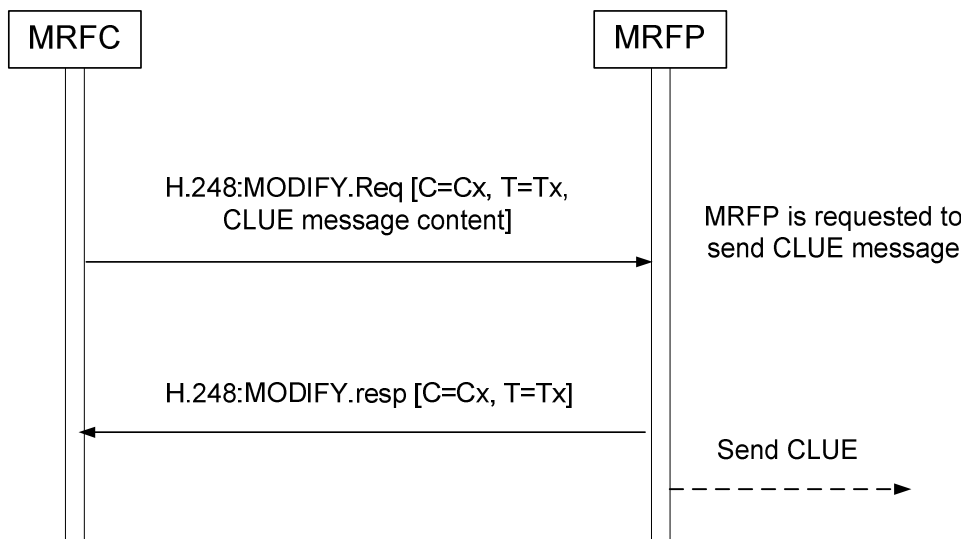 MRFC
MRFP
H.248:MODIFY.Req [C=Cx, T=Tx,
CLUE message content]
MRFP is requested to
send CLUE message
H.248:MODIFY.resp [C=Cx, T=Tx]
Send CLUE